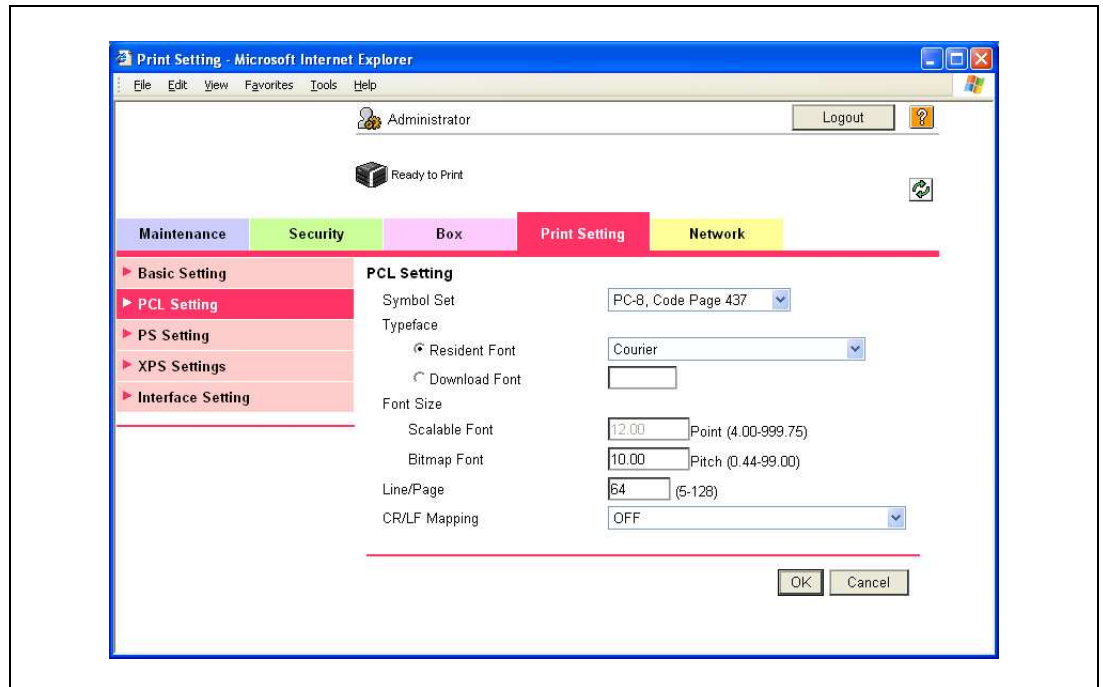 Print Setting - Microsoft Internet Explorer
File Edit View Favorites Tools Help
Administrator Logout ?
Ready to Print
Maintenance Security Box Print Setting Network
Basic Setting
PCL Setting
PS Setting
XPS Settings
Interface Setting
PCL Setting
Symbol Set PC-8, Code Page 437
Typeface
Resident Font Courier
Download Font
Font Size
Scalable Font 12.00 Point (4.00-999.75)
Bitmap Font 10.00 Pitch (0.44-99.00)
Line/Page 64 (5-128)
CR/LF Mapping OFF
OK Cancel